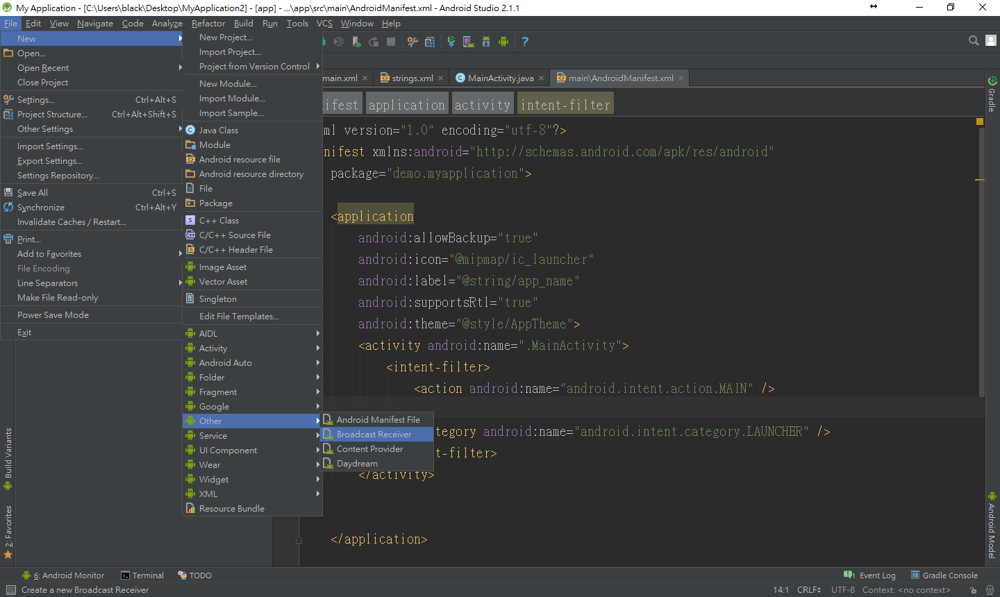 My Application - [C:\Users\black\Desktop\MyApplication2] - [app] - ...\app\src\main\AndroidManifest.xml - Android Studio 2.1.1
File Edit View Navigate Code Analyze Refactor Build Run Tools VCS Window Help
New
Open...
Open Recent
Close Project
Settings... Ctrl+Alt+S
Project Structure... Ctrl+Alt+Shift+S
Other Settings
Import Settings...
Export Settings...
Settings Repository...
Save All Ctrl+S
Synchronize Ctrl+Alt+Y
Invalidate Caches / Restart...
Print...
Add to Favorites
File Encoding
Line Separators
Make File Read-only
Power Save Mode
Exit
New Project...
Import Project...
Project from Version Control
New Module...
Import Module...
Import Sample...
Java Class
Module
Android resource file
Android resource directory
File
Package
C++ Class
C/C++ Source File
C/C++ Header File
Image Asset
Vector Asset
Singleton
Edit File Templates...
AIDL
Activity
Android Auto
Folder
Fragment
Google
Other
Service
UI Component
Wear
Widget
XML
Resource Bundle
Android Manifest File
Broadcast Receiver
Content Provider
Daydream
main.xml strings.xml MainActivity.java main\AndroidManifest.xml
ifest application activity intent-filter
ml version="1.0" encoding="utf-8"?>
nifest xmlns:android="http://schemas.android.com/apk/res/android"
package="demo.myapplication">
<application
android:allowBackup="true"
android:icon="@mipmap/ic_launcher"
android:label="@string/app_name"
android:supportsRtl="true"
android:theme="@style/AppTheme">
<activity android:name=".MainActivity">
<intent-filter>
<action android:name="android.intent.action.MAIN" />
tegory android:name="android.intent.category.LAUNCHER" />
t-filter>
</activity>
</application>
Gradle
Android Model
Build Variants
2: Favorites
6: Android Monitor Terminal TODO Event Log Gradle Console
Create a new Broadcast Receiver 14:1 CRLF UTF-8 Context: <no context>